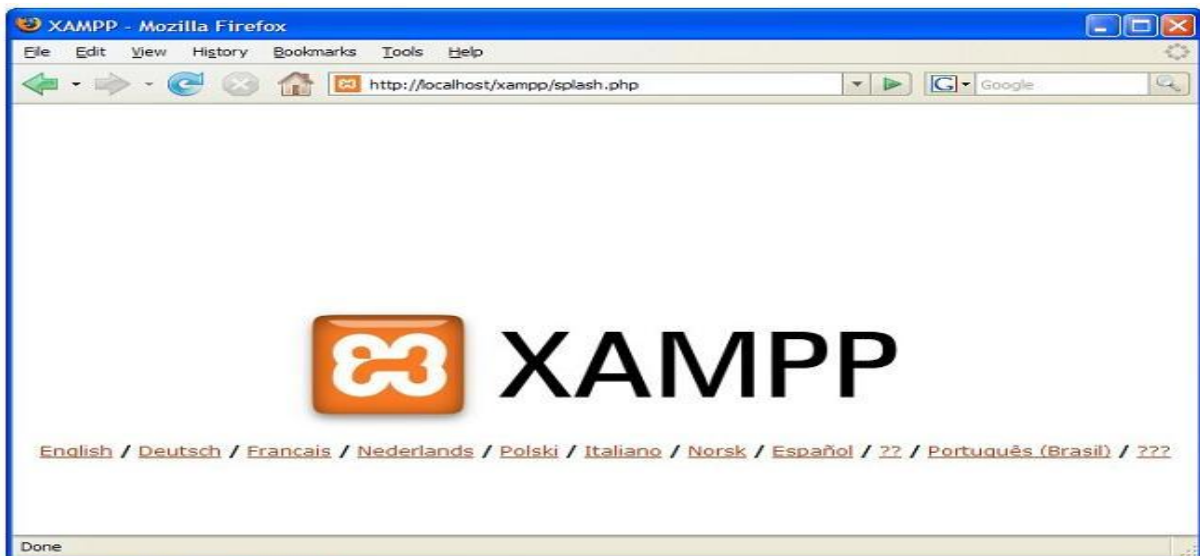 XAMPP - Mozilla Firefox
File Edit View History Bookmarks Tools Help
http://localhost/xampp/splash.php G Google
XAMPP
English / Deutsch / Francais / Nederlands / Polski / Italiano / Norsk / Español / ?? / Português (Brasil) / ???
Done